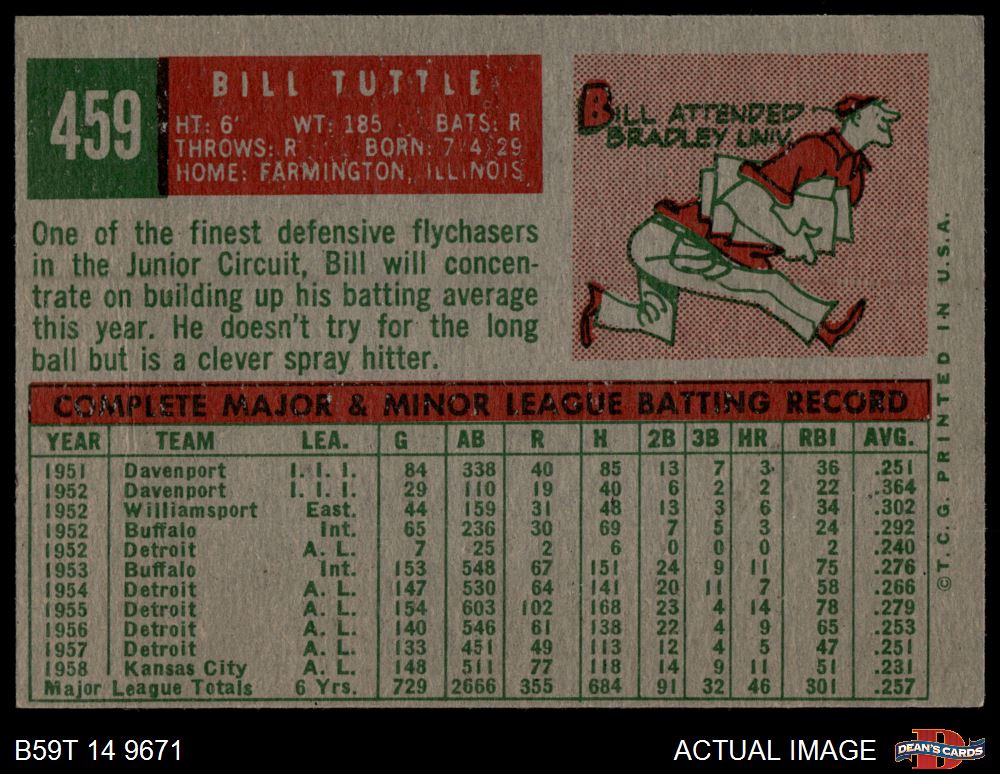 459
BILL TUTTLE
HT: 6' WT: 185 BATS: R
THROWS: R BORN: 7 4 29
HOME: FARMINGTON, ILLINOIS
BILL ATTENDED
BRADLEY UNIV.
One of the finest defensive flychasers
in the Junior Circuit, Bill will concen-
trate on building up his batting average
this year. He doesn't try for the long
ball but is a clever spray hitter.
COMPLETE MAJOR & MINOR LEAGUE BATTING RECORD
YEAR TEAM LEA. G AB R H 2B 3B HR RBI AVG.
1951 Davenport I. I. I. 84 338 40 85 13 7 3 36 .251
1952 Davenport I. I. I. 29 110 19 40 6 2 2 22 .364
1952 Williamsport East. 44 159 31 48 13 3 6 34 .302
1952 Buffalo Int. 65 236 30 69 7 5 3 24 .292
1952 Detroit A. L. 7 25 2 6 0 0 0 2 .240
1953 Buffalo Int. 153 548 67 151 24 9 11 75 .276
1954 Detroit A. L. 147 530 64 141 20 11 7 58 .266
1955 Detroit A. L. 154 603 102 168 23 4 14 78 .279
1956 Detroit A. L. 140 546 61 138 22 4 9 65 .253
1957 Detroit A. L. 133 451 49 113 12 4 5 47 .251
1958 Kansas City A. L. 148 511 77 118 14 9 11 51 .231
Major League Totals 6 Yrs. 729 2666 355 684 91 32 46 301 .257
©T. C. G. PRINTED IN U.S.A.
B59T 14 9671
ACTUAL IMAGE
DEAN'S CARDS